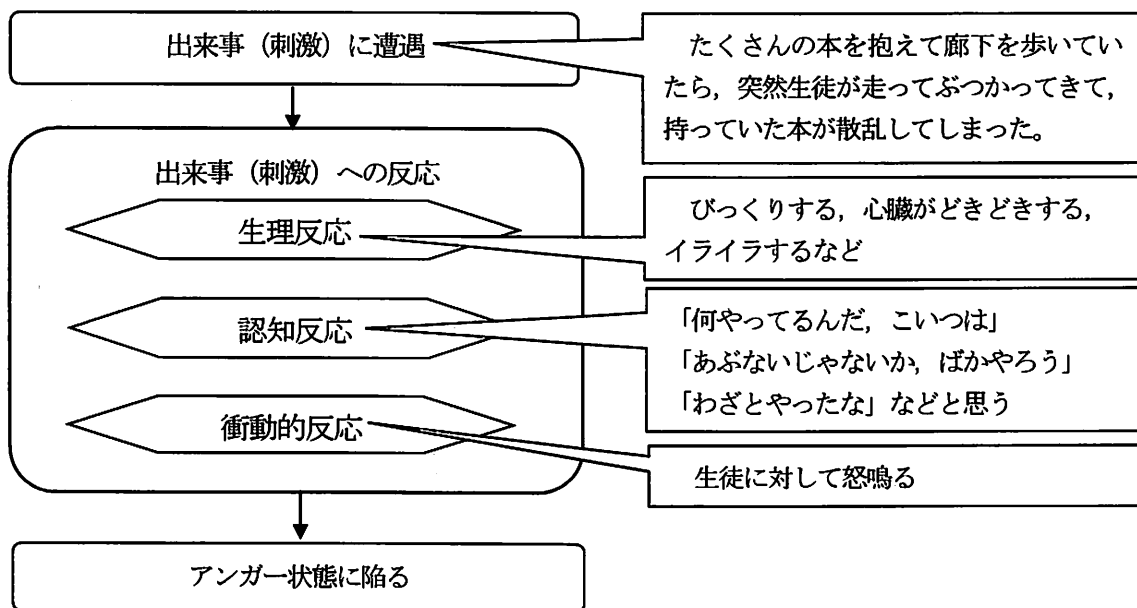 出来事（刺激）に遭遇
たくさんの本を抱えて廊下を歩いてい
たら，突然生徒が走ってぶつかってきて，
持っていた本が散乱してしまった。
出来事（刺激）への反応
生理反応
びっくりする，心臓がどきどきする，
イライラするなど
認知反応
「何やってるんだ，こいつは」
「あぶないじゃないか，ばかやろう」
「わざとやったな」などと思う
衝動的反応
生徒に対して怒鳴る
アンガー状態に陥る